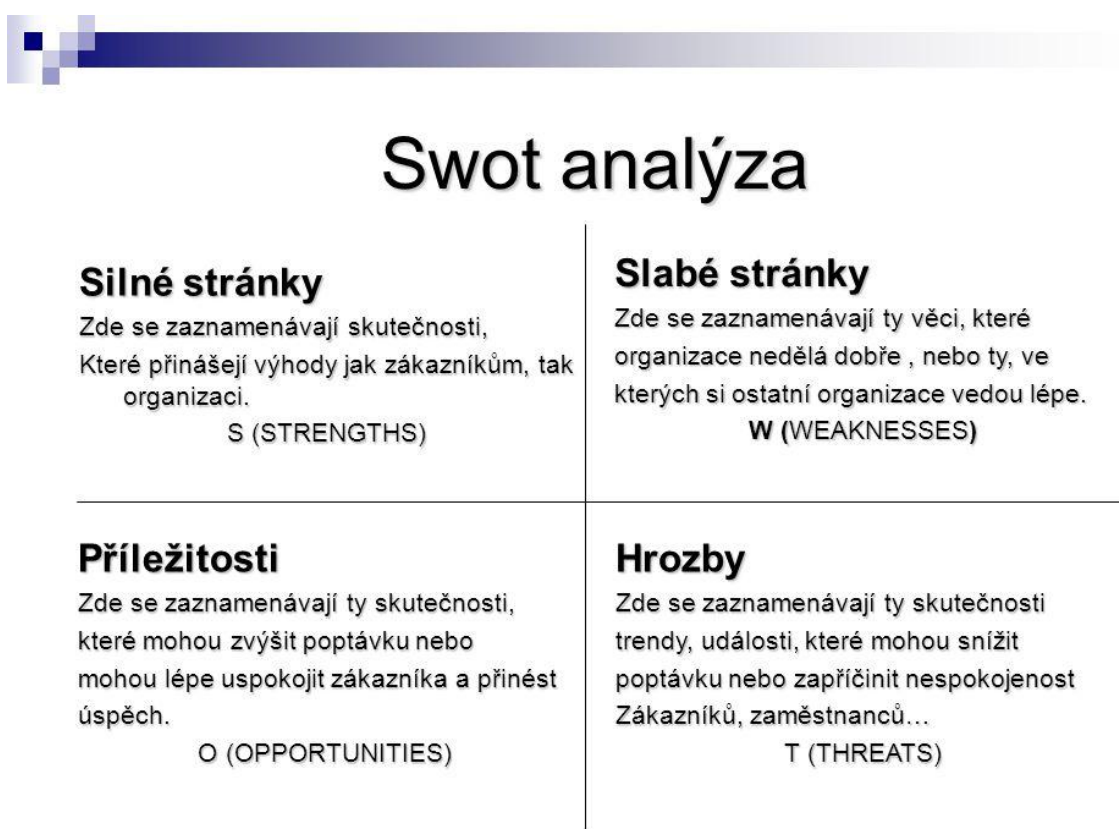 Swot analýza
Silné stránky
Zde se zaznamenávají skutečnosti,
Které přinášejí výhody jak zákazníkům, tak
organizaci.
S (STRENGTHS)
Slabé stránky
Zde se zaznamenávají ty věci, které
organizace nedělá dobře , nebo ty, ve
kterých si ostatní organizace vedou lépe.
W (WEAKNESSES)
Příležitosti
Zde se zaznamenávají ty skutečnosti,
které mohou zvýšit poptávku nebo
mohou lépe uspokojit zákazníka a přinést
úspěch.
O (OPPORTUNITIES)
Hrozby
Zde se zaznamenávají ty skutečnosti
trendy, události, které mohou snížit
poptávku nebo zapříčinit nespokojenost
Zákazníků, zaměstnanců…
T (THREATS)